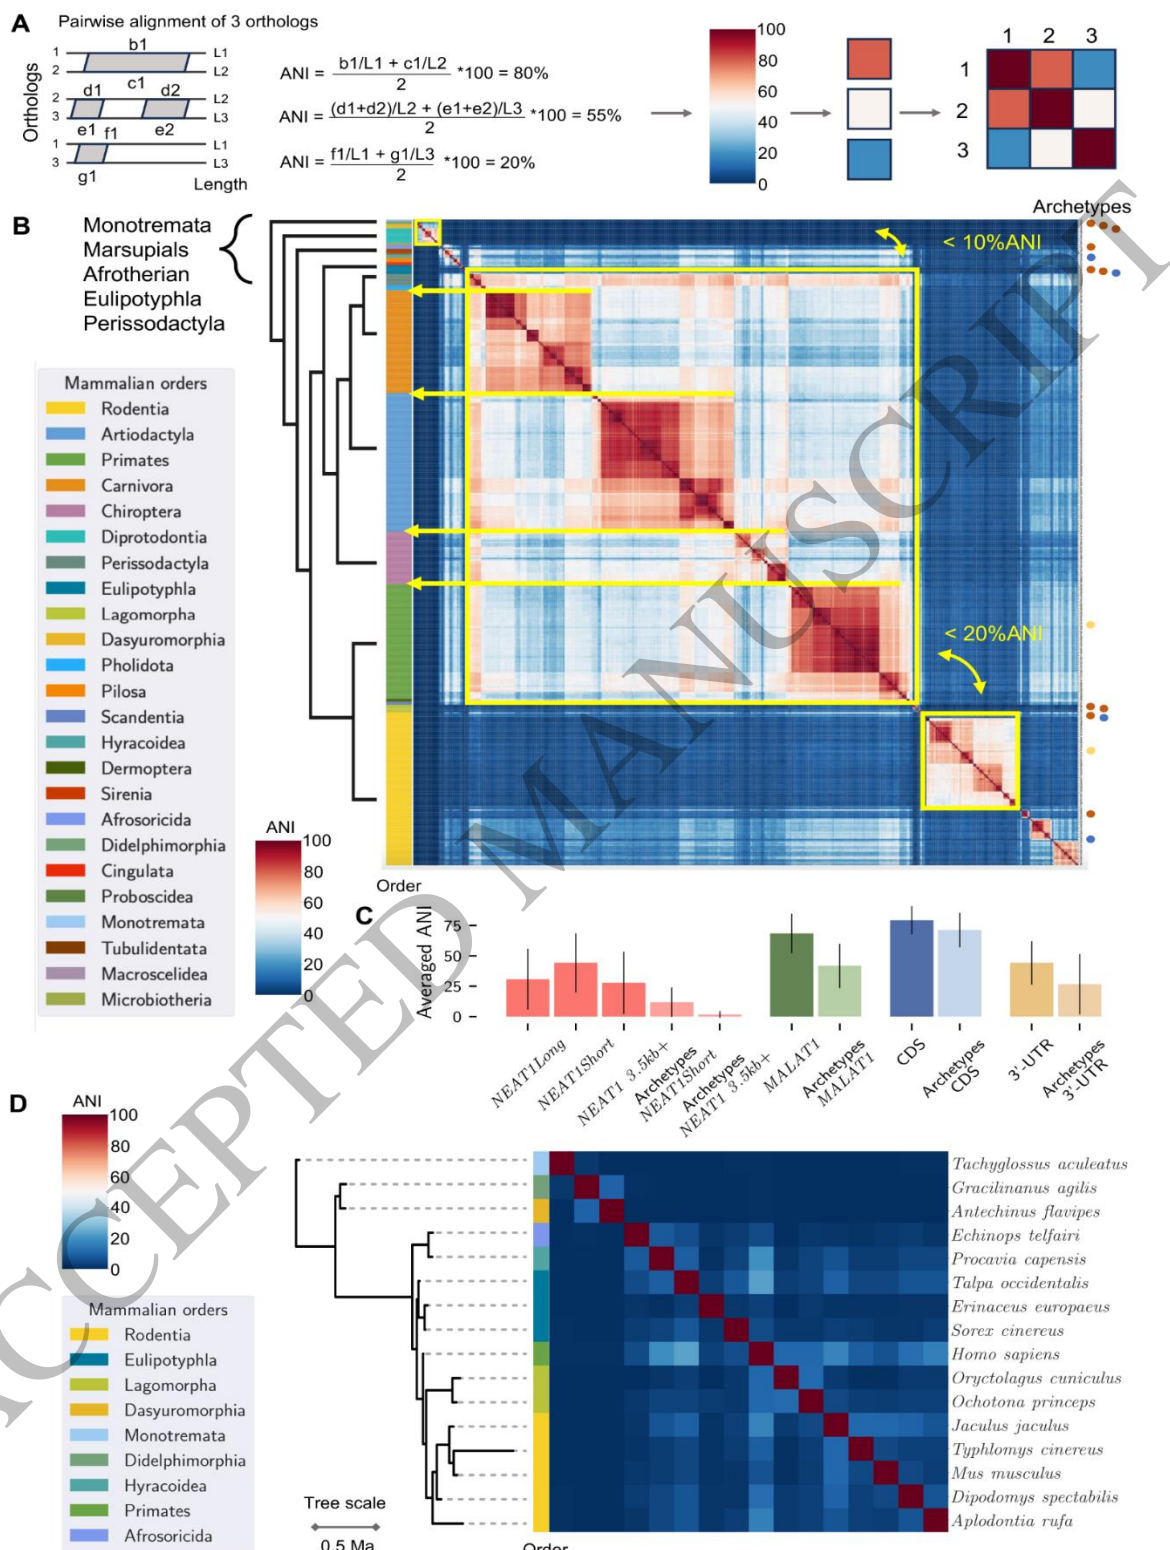 A Pairwise alignment of 3 orthologs
Orthologs
1 b1 L1
2 c1 L2
2 d1 d2 L2
3 e1 e2 L3
1 f1 L1
3 g1 L3
Length
ANI = b1/L1 + c1/L2 / 2 *100 = 80%
ANI = (d1+d2)/L2 + (e1+e2)/L3 / 2 *100 = 55%
ANI = f1/L1 + g1/L3 / 2 *100 = 20%
100
80
60
40
20
0
1 2 3
1
2
3
B
Monotremata
Marsupials
Afrotherian
Eulipotyphla
Perissodactyla
Archetypes
< 10%ANI
< 20%ANI
Mammalian orders
Rodentia
Artiodactyla
Primates
Carnivora
Chiroptera
Diprotodontia
Perissodactyla
Eulipotyphla
Lagomorpha
Dasyuromorphia
Pholidota
Pilosa
Scandentia
Hyracoidea
Dermoptera
Sirenia
Afrosoricida
Didelphimorphia
Cingulata
Proboscidea
Monotremata
Tubulidentata
Macroscelidea
Microbiotheria
ANI
100
80
60
40
20
0
Order
C
Averaged ANI
75
50
25
0
NEAT1Long
NEAT1Short
NEAT1 3.5kb+
Archetypes
NEAT1Short
Archetypes
NEAT1 3.5kb+
MALAT1
Archetypes
MALAT1
CDS
Archetypes
CDS
3'-UTR
Archetypes
3'-UTR
D
ANI
100
80
60
40
20
0
Mammalian orders
Rodentia
Eulipotyphla
Lagomorpha
Dasyuromorphia
Monotremata
Didelphimorphia
Hyracoidea
Primates
Afrosoricida
Tree scale
0.5 Ma
Order
Tachyglossus aculeatus
Gracilinanus agilis
Antechinus flavipes
Echinops telfairi
Procavia capensis
Talpa occidentalis
Erinaceus europaeus
Sorex cinereus
Homo sapiens
Oryctolagus cuniculus
Ochotona princeps
Jaculus jaculus
Typhlomys cinereus
Mus musculus
Dipodomys spectabilis
Aplodontia rufa
ACCEPTED MANUSCRIPT